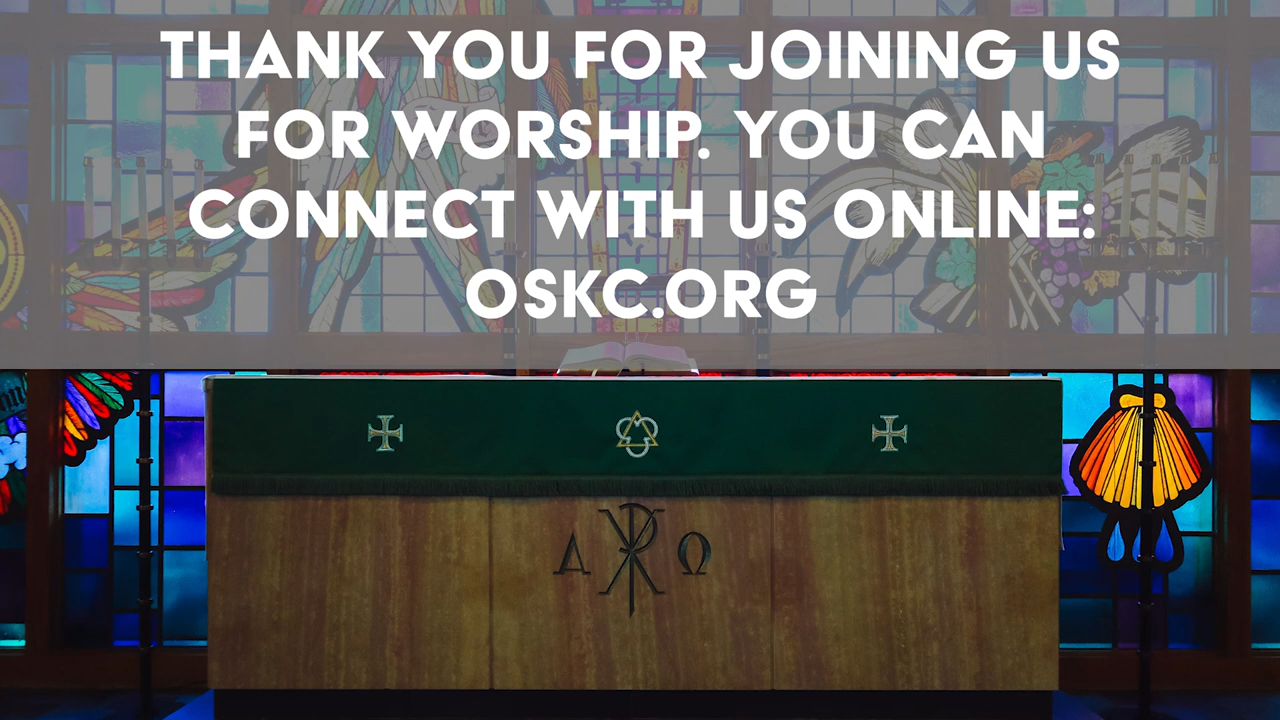 THANK YOU FOR JOINING US
FOR WORSHIP. YOU CAN
CONNECT WITH US ONLINE:
OSKC.ORG
Α ☧ Ω